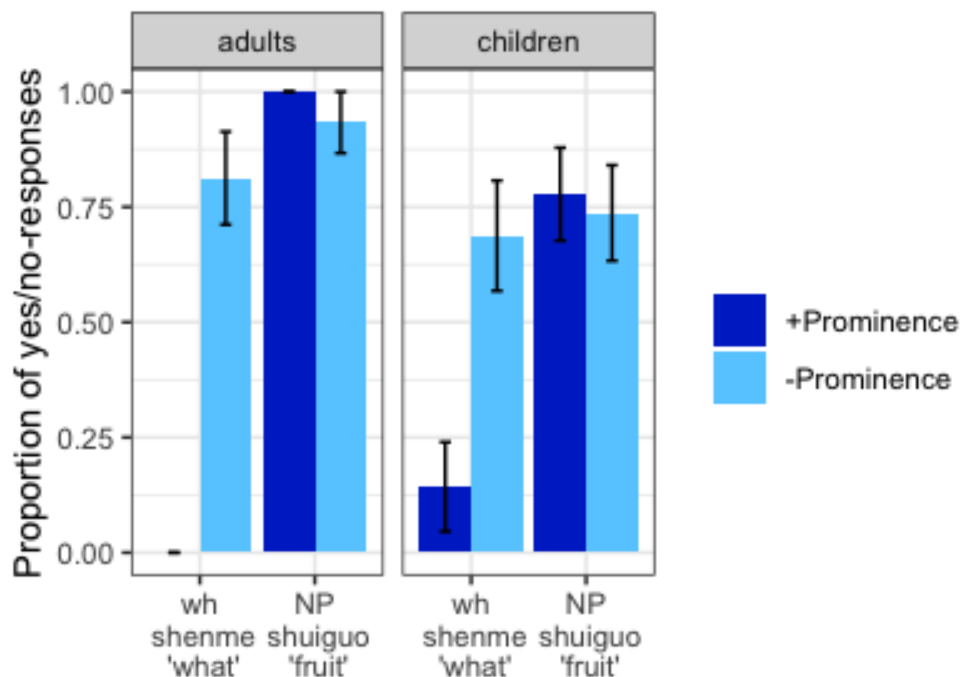 adults
children
Proportion of yes/no-responses
1.00
0.75
0.50
0.25
0.00
wh NP
shenme shuiguo
'what' 'fruit'
wh NP
shenme shuiguo
'what' 'fruit'
+Prominence
-Prominence